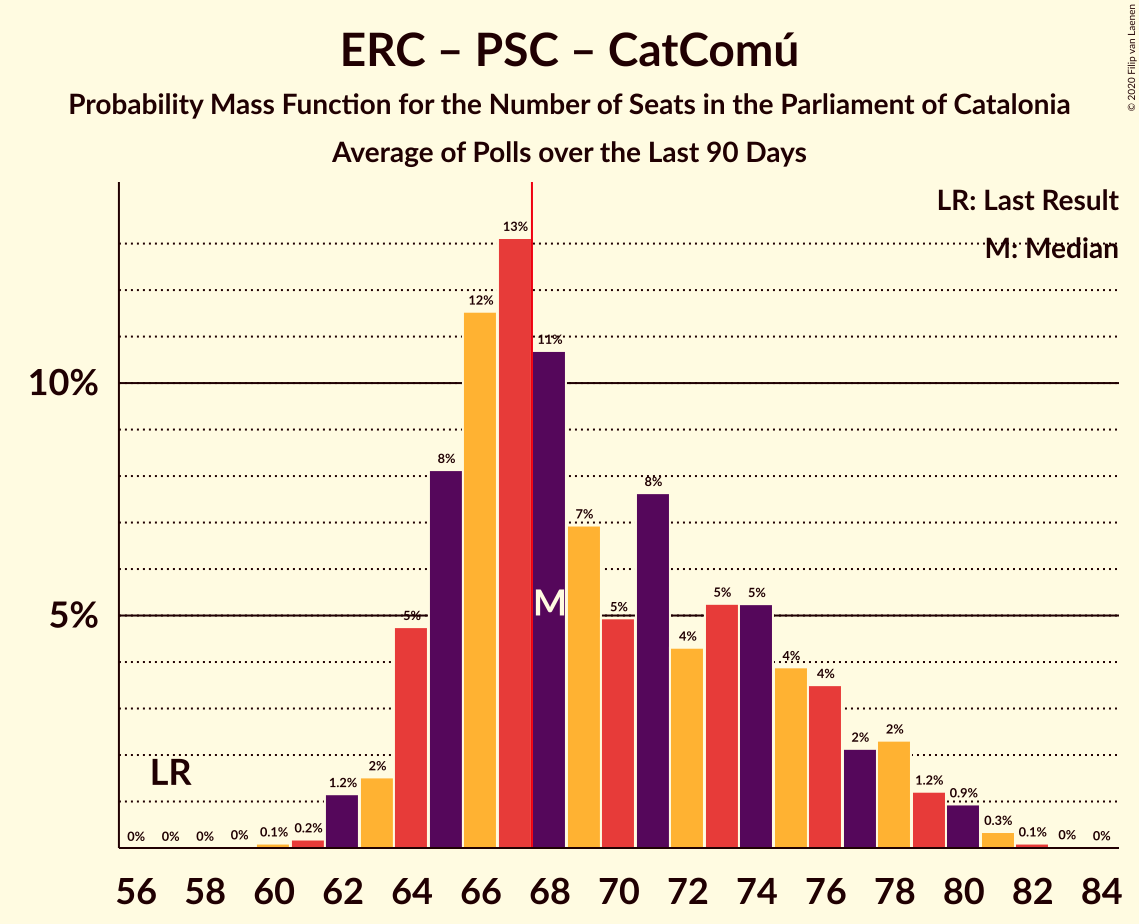 ERC – PSC – CatComú
Probability Mass Function for the Number of Seats in the Parliament of Catalonia
Average of Polls over the Last 90 Days
© 2020 Filip van Laenen
LR: Last Result
M: Median
10%
5%
LR
M
0% 0% 0% 0% 0.1% 0.2% 1.2% 2% 5% 8% 12% 13% 11% 7% 5% 8% 4% 5% 5% 4% 4% 2% 2% 1.2% 0.9% 0.3% 0.1% 0% 0%
56 58 60 62 64 66 68 70 72 74 76 78 80 82 84